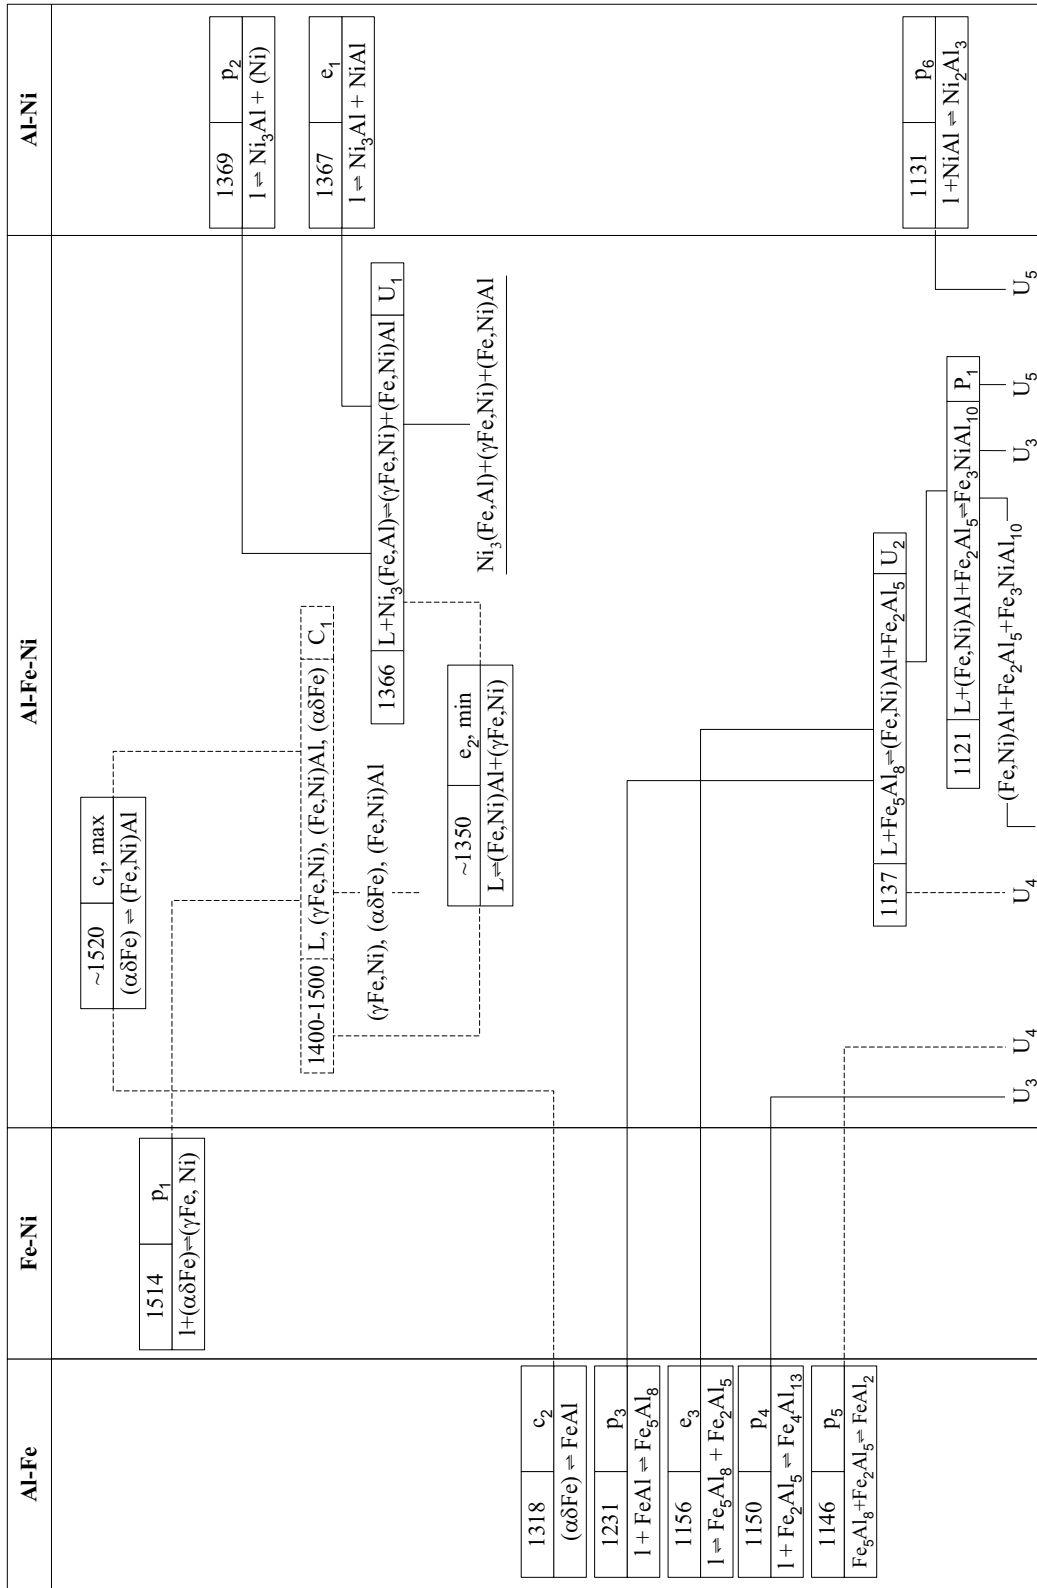 Al-Fe
Fe-Ni
Al-Fe-Ni
Al-Ni
~1520 c₁, max
(αδFe) ⇌ (Fe,Ni)Al
1514 p₁
l+(αδFe)⇌(γFe, Ni)
1369 p₂
l ⇌ Ni₃Al + (Ni)
1400-1500 L, (γFe,Ni), (Fe,Ni)Al, (αδFe) C₁
1367 e₁
l ⇌ Ni₃Al + NiAl
(γFe,Ni), (αδFe), (Fe,Ni)Al
1366 L+Ni₃(Fe,Al)⇌(γFe,Ni)+(Fe,Ni)Al U₁
~1350 e₂, min
L⇌(Fe,Ni)Al+(γFe,Ni)
Ni₃(Fe,Al)+(γFe,Ni)+(Fe,Ni)Al
1318 c₂
(αδFe) ⇌ FeAl
1231 p₃
l + FeAl ⇌ Fe₅Al₈
1156 e₃
l ⇌ Fe₅Al₈ + Fe₂Al₅
1150 p₄
l + Fe₂Al₅ ⇌ Fe₄Al₁₃
1146 p₅
Fe₅Al₈+Fe₂Al₅⇌ FeAl₂
1137 L+Fe₅Al₈⇌(Fe,Ni)Al+Fe₂Al₅ U₂
1131 p₆
l +NiAl ⇌ Ni₂Al₃
1121 L+(Fe,Ni)Al+Fe₂Al₅⇌Fe₃NiAl₁₀ P₁
(Fe,Ni)Al+Fe₂Al₅+Fe₃NiAl₁₀
U₃ U₄ U₄ U₃ U₅ U₅